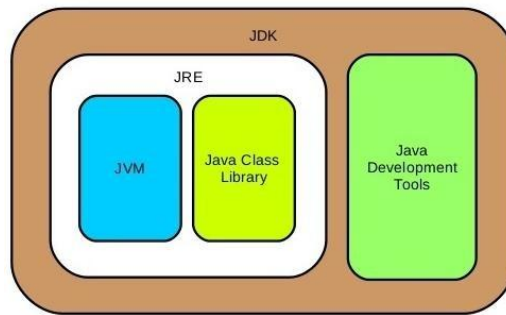 JDK
JRE
JVM
Java Class
Library
Java
Development
Tools